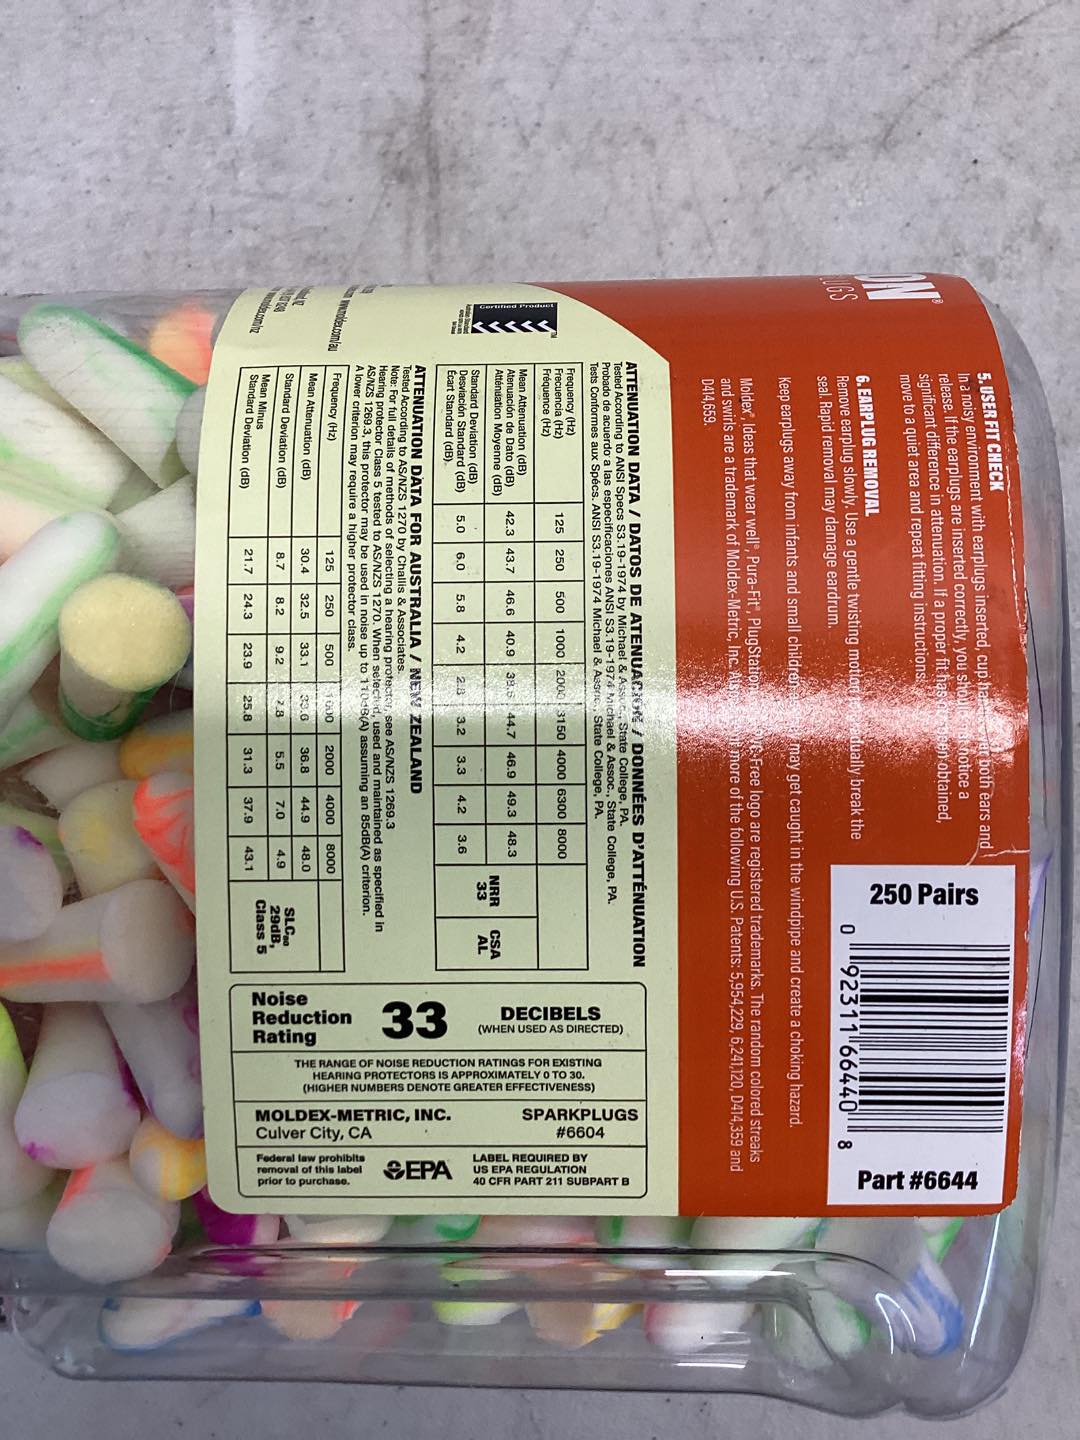 ON®
UGS
5. USER FIT CHECK
In a noisy environment with earplugs inserted, cup both ears and
release. If the earplugs are inserted correctly, you should notice a
significant difference in attenuation. If a proper fit has been obtained,
move to a quiet area and repeat fitting instructions.
6. EARPLUG REMOVAL
Remove earplug slowly. Use a gentle twisting motion break the
seal. Rapid removal may damage eardrum.
Keep earplugs away from infants and small children may get caught in the windpipe and create a choking hazard.
Moldex®, Ideas that wear well®, Pura-Fit®, PlugStation -Free logo are registered trademarks. The random colored streaks
and swirls are a trademark of Moldex-Metric, Inc. more of the following U.S. Patents: 5,954,229, 6,241,120, D414,359 and
D414,669.
250 Pairs
0 92311 66440 8
Part #6644
Certified Product
ATTENUATION DATA / DATOS DE ATENUACIÓN / DONNÉES D'ATTÉNUATION
Tested According to ANSI Specs S3.19-1974 by Michael & Assoc., State College, PA.
Probado de acuerdo a las especificaciones ANSI S3.19-1974 Michael & Assoc., State College, PA.
Tests Conformes aux Spécs. ANSI S3.19-1974 Michael & Assoc., State College, PA.
Frequency (Hz)
Frecuencia (Hz)
Fréquence (Hz)
125 250 500 1000 2000 3150 4000 6300 8000
Mean Attenuation (dB)
Atenuación de Dato (dB)
Atténuation Moyenne (dB)
42.3 43.7 46.6 40.9 38.5 44.7 46.9 49.3 48.3
NRR
33
CSA
AL
Standard Deviation (dB)
Desviación Standard (dB)
Écart Standard (dB)
5.0 6.0 5.8 4.2 2.8 3.2 3.3 4.2 3.6
ATTENUATION DATA FOR AUSTRALIA / NEW ZEALAND
Tested According to AS/NZS 1270 by Challis & Associates.
Note: For full details of methods of selecting a hearing protector, see AS/NZS 1269.3
Hearing protector Class 5 tested to AS/NZS 1270. When selected, used and maintained as specified in
AS/NZS 1269.3, this protector may be used in noise up to 110dB(A) assuming an 85dB(A) criterion.
A lower criterion may require a higher protector class.
www.moldex.com/au
Frequency (Hz) 125 250 500 1000 2000 4000 8000
Mean Attenuation (dB) 30.4 32.5 33.1 33.6 36.8 44.9 48.0
Standard Deviation (dB) 8.7 8.2 9.2 7.8 5.5 7.0 4.9
Mean Minus
Standard Deviation (dB)
21.7 24.3 23.9 25.8 31.3 37.9 43.1
SLC80
29dB,
Class 5
Noise
Reduction
Rating
33
DECIBELS
(WHEN USED AS DIRECTED)
THE RANGE OF NOISE REDUCTION RATINGS FOR EXISTING
HEARING PROTECTORS IS APPROXIMATELY 0 TO 30.
(HIGHER NUMBERS DENOTE GREATER EFFECTIVENESS)
MOLDEX-METRIC, INC.
Culver City, CA
SPARKPLUGS
#6604
Federal law prohibits
removal of this label
prior to purchase.
EPA
LABEL REQUIRED BY
US EPA REGULATION
40 CFR PART 211 SUBPART B